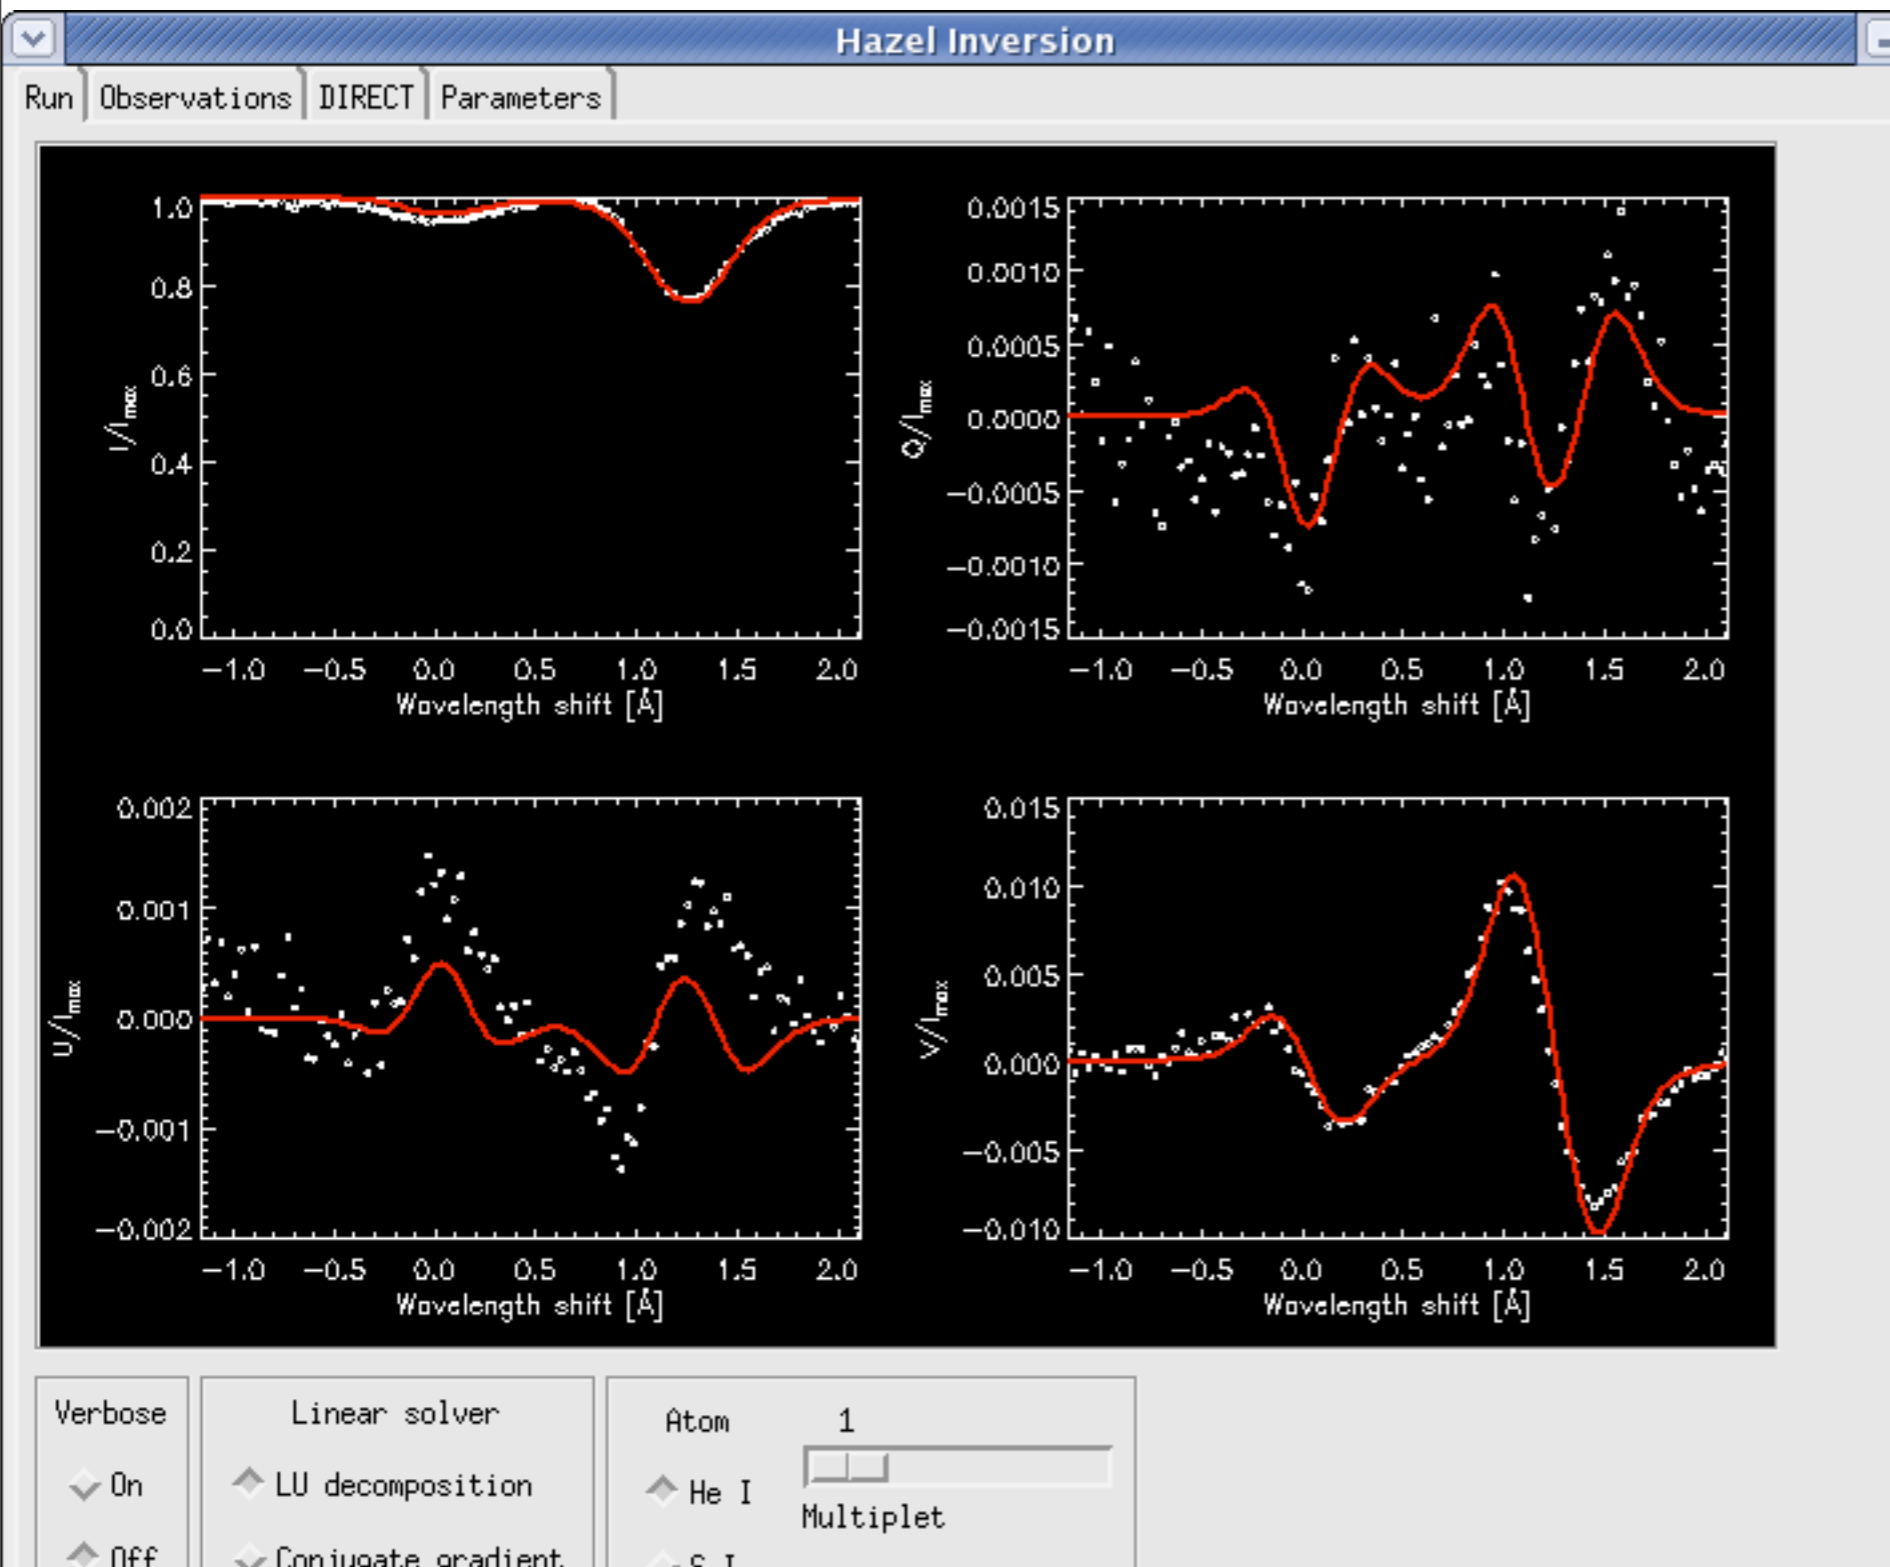 Hazel Inversion
Run Observations DIRECT Parameters
1.0
0.8
0.6
0.4
0.2
0.0
I/Imax
−1.0 −0.5 0.0 0.5 1.0 1.5 2.0
Wavelength shift [Å]
0.0015
0.0010
0.0005
0.0000
−0.0005
−0.0010
−0.0015
Q/Imax
−1.0 −0.5 0.0 0.5 1.0 1.5 2.0
Wavelength shift [Å]
0.002
0.001
0.000
−0.001
−0.002
U/Imax
−1.0 −0.5 0.0 0.5 1.0 1.5 2.0
Wavelength shift [Å]
0.015
0.010
0.005
0.000
−0.005
−0.010
V/Imax
−1.0 −0.5 0.0 0.5 1.0 1.5 2.0
Wavelength shift [Å]
Verbose
On
Off
Linear solver
LU decomposition
Conjugate gradient
Atom
He I
1
Multiplet